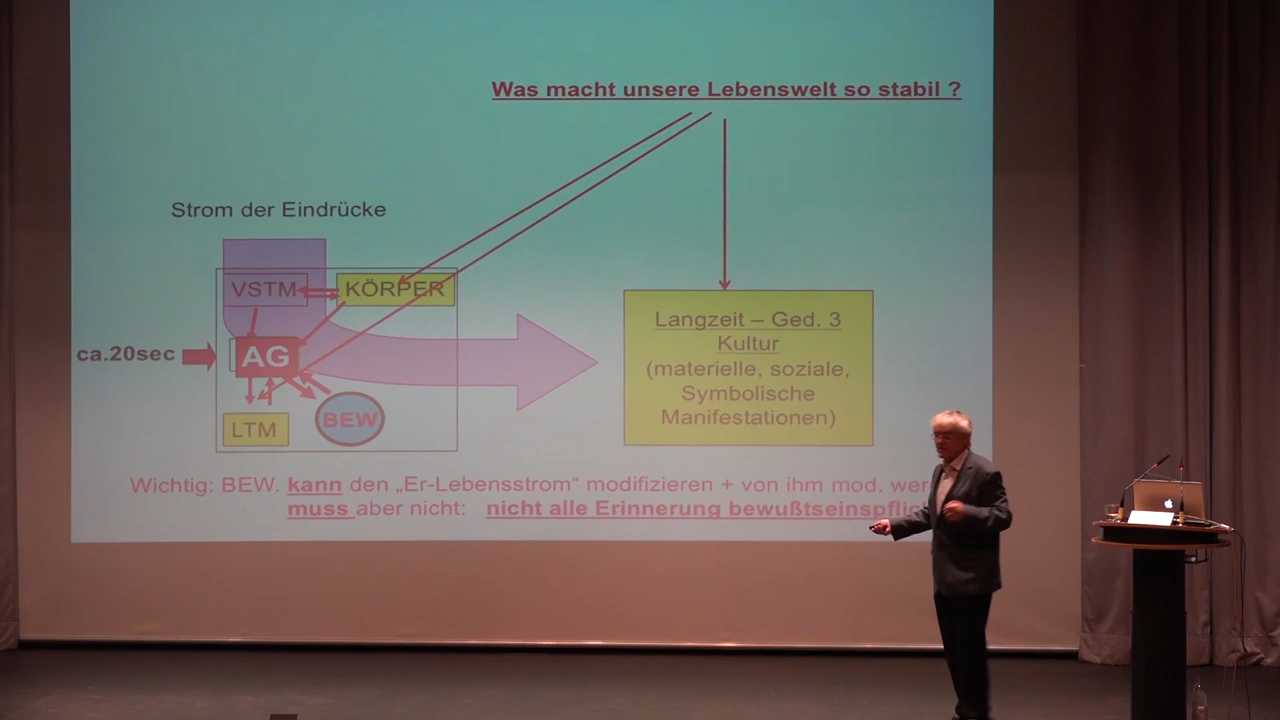 Was macht unsere Lebenswelt so stabil ?
Strom der Eindrücke
VSTM
KÖRPER
ca.20sec
AG
LTM
BEW
Langzeit – Ged. 3
Kultur
(materielle, soziale,
Symbolische
Manifestationen)
Wichtig: BEW. kann den „Er-Lebensstrom“ modifizieren + von ihm mod.
muss aber nicht: nicht alle Erinnerung